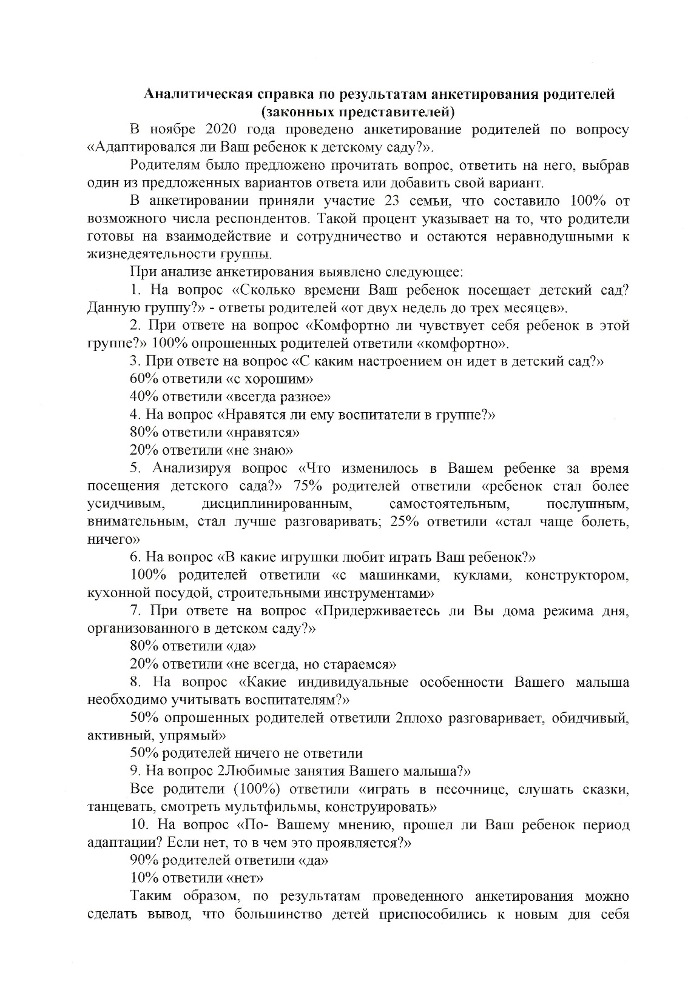 Аналитическая справка по результатам анкетирования родителей
(законных представителей)
В ноябре 2020 года проведено анкетирование родителей по вопросу
«Адаптировался ли Ваш ребенок к детскому саду?».
Родителям было предложено прочитать вопрос, ответить на него, выбрав
один из предложенных вариантов ответа или добавить свой вариант.
В анкетировании приняли участие 23 семьи, что составило 100% от
возможного числа респондентов. Такой процент указывает на то, что родители
готовы на взаимодействие и сотрудничество и остаются неравнодушными к
жизнедеятельности группы.
При анализе анкетирования выявлено следующее:
1. На вопрос «Сколько времени Ваш ребенок посещает детский сад?
Данную группу?» - ответы родителей «от двух недель до трех месяцев».
2. При ответе на вопрос «Комфортно ли чувствует себя ребенок в этой
группе?» 100% опрошенных родителей ответили «комфортно».
3. При ответе на вопрос «С каким настроением он идет в детский сад?»
60% ответили «с хорошим»
40% ответили «всегда разное»
4. На вопрос «Нравятся ли ему воспитатели в группе?»
80% ответили «нравятся»
20% ответили «не знаю»
5. Анализируя вопрос «Что изменилось в Вашем ребенке за время
посещения детского сада?» 75% родителей ответили «ребенок стал более
усидчивым, дисциплинированным, самостоятельным, послушным,
внимательным, стал лучше разговаривать; 25% ответили «стал чаще болеть,
ничего»
6. На вопрос «В какие игрушки любит играть Ваш ребенок?»
100% родителей ответили «с машинками, куклами, конструктором,
кухонной посудой, строительными инструментами»
7. При ответе на вопрос «Придерживаетесь ли Вы дома режима дня,
организованного в детском саду?»
80% ответили «да»
20% ответили «не всегда, но стараемся»
8. На вопрос «Какие индивидуальные особенности Вашего малыша
необходимо учитывать воспитателям?»
50% опрошенных родителей ответили 2плохо разговаривает, обидчивый,
активный, упрямый»
50% родителей ничего не ответили
9. На вопрос 2Любимые занятия Вашего малыша?»
Все родители (100%) ответили «играть в песочнице, слушать сказки,
танцевать, смотреть мультфильмы, конструировать»
10. На вопрос «По- Вашему мнению, прошел ли Ваш ребенок период
адаптации? Если нет, то в чем это проявляется?»
90% родителей ответили «да»
10% ответили «нет»
Таким образом, по результатам проведенного анкетирования можно
сделать вывод, что большинство детей приспособились к новым для себя